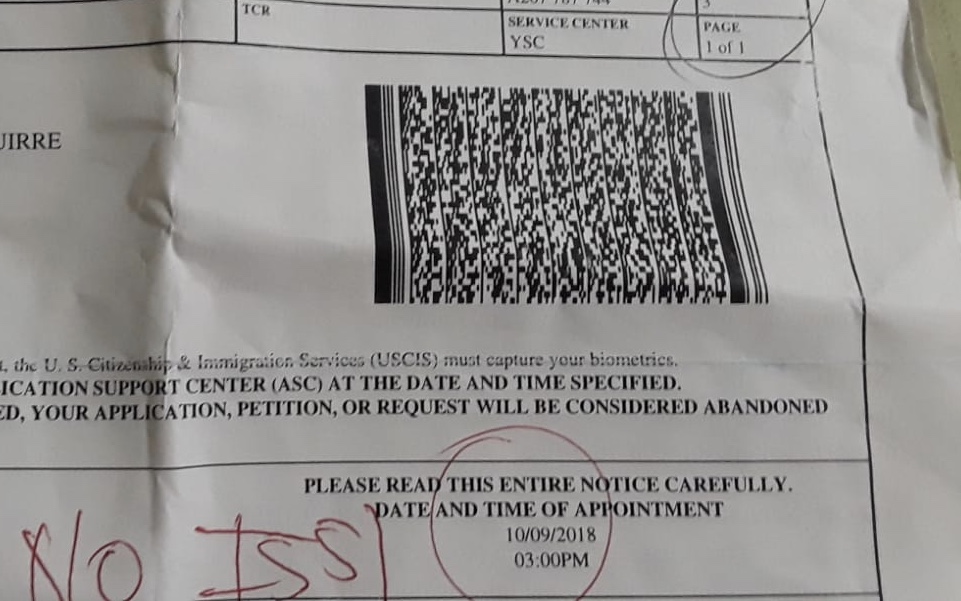 TCR
3
SERVICE CENTER
YSC
PAGE
1 of 1
UIRRE
, the U. S. Citizenship & Immigration Services (USCIS) must capture your biometrics.
ICATION SUPPORT CENTER (ASC) AT THE DATE AND TIME SPECIFIED.
ED, YOUR APPLICATION, PETITION, OR REQUEST WILL BE CONSIDERED ABANDONED
PLEASE READ THIS ENTIRE NOTICE CAREFULLY.
DATE AND TIME OF APPOINTMENT
10/09/2018
03:00PM
NO ISS